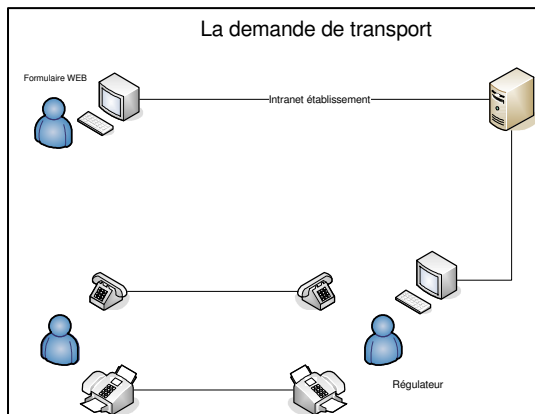 La demande de transport
Formulaire WEB
Intranet établissement
Régulateur